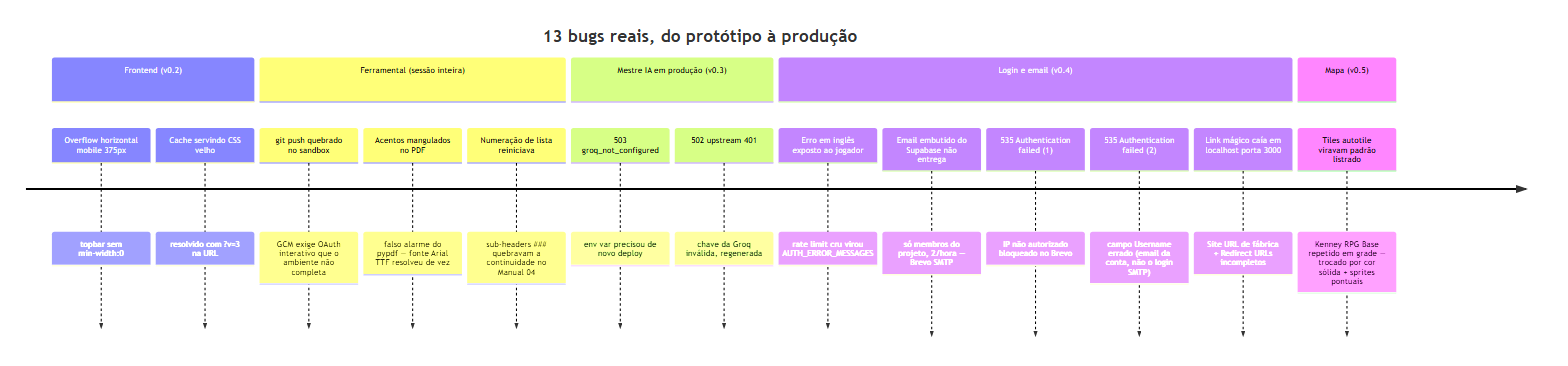 13 bugs reais, do protótipo à produção
Frontend (v0.2)
Ferramental (sessão inteira)
Mestre IA em produção (v0.3)
Login e email (v0.4)
Mapa (v0.5)
Overflow horizontal
mobile 375px
Cache servindo CSS
velho
git push quebrado
no sandbox
Acentos mangulados
no PDF
Numeração de lista
reiniciava
503
groq_not_configured
502 upstream 401
Erro em inglês
exposto ao jogador
Email embutido do
Supabase não
entrega
535 Authentication
failed (1)
535 Authentication
failed (2)
Link mágico caía em
localhost porta 3000
Tiles autotile
viravam padrão
listrado
topbar sem
min-width:0
resolvido com ?v=3
na URL
GCM exige OAuth
interativo que o
ambiente não
completa
falso alarme do
pypdf — fonte Arial
TTF resolveu de vez
sub-headers ###
quebravam a
continuidade no
Manual 04
env var precisou de
novo deploy
chave da Groq
inválida, regenerada
rate limit cru virou
AUTH_ERROR_MESSAGES
só membros do
projeto, 2/hora —
Brevo SMTP
IP não autorizado
bloqueado no Brevo
campo Username
errado (email da
conta, não o login
SMTP)
Site URL de fábrica
+ Redirect URLs
incompletos
Kenney RPG Base
repetido em grade —
trocado por cor
sólida + sprites
pontuais